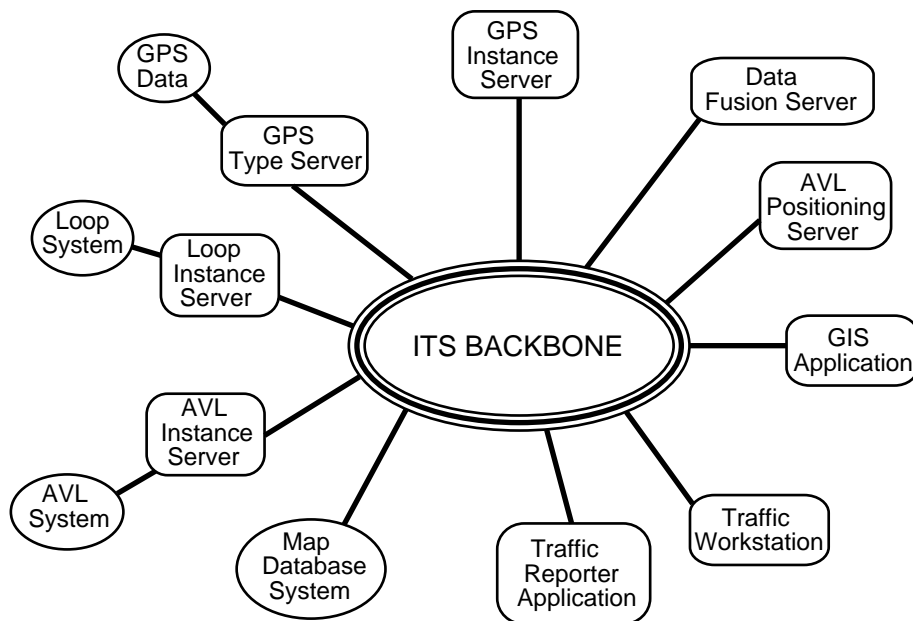 GPS
Data
GPS
Instance
Server
Data
Fusion Server
GPS
Type Server
AVL
Positioning
Server
Loop
System
Loop
Instance
Server
ITS BACKBONE
GIS
Application
AVL
Instance
Server
AVL
System
Map
Database
System
Traffic
Reporter
Application
Traffic
Workstation